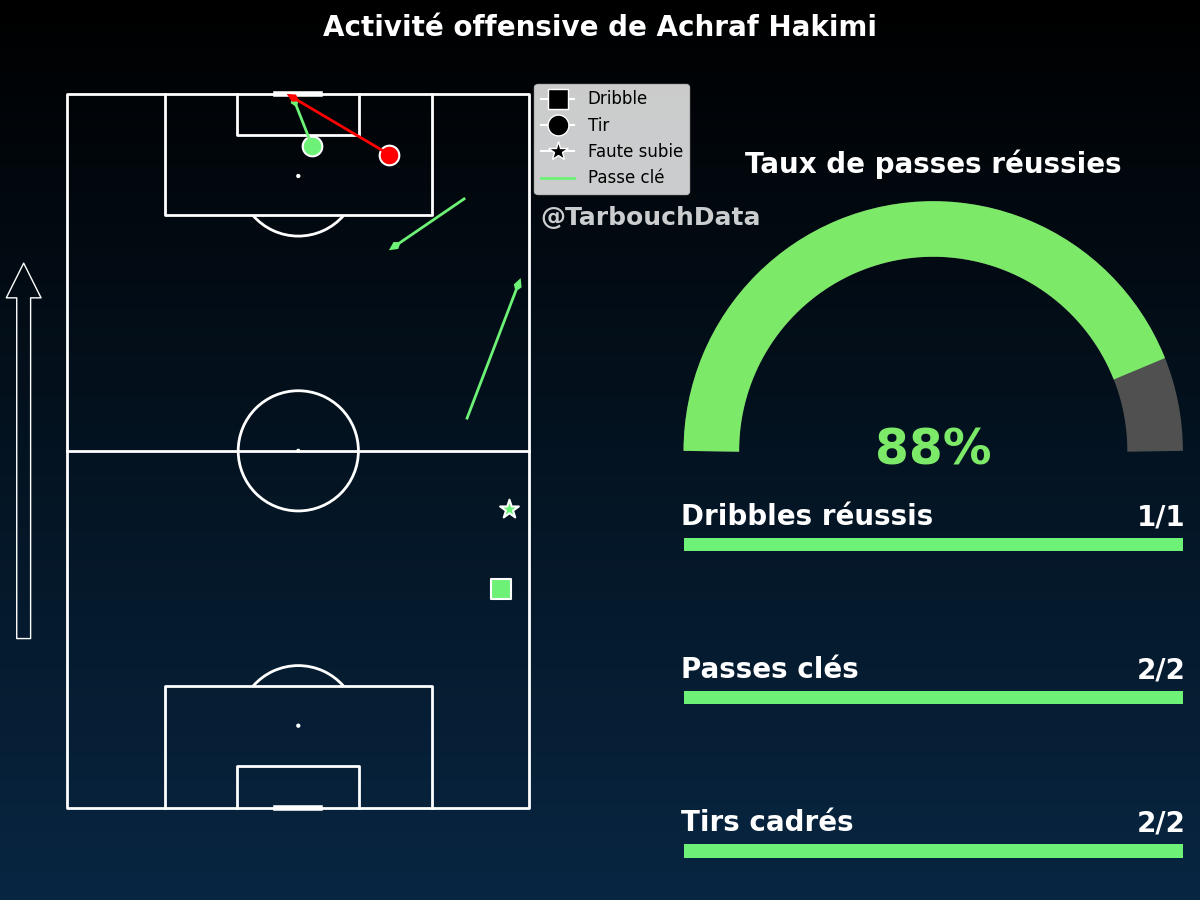 Activité offensive de Achraf Hakimi
Dribble
Tir
Faute subie
Passe clé
@TarbouchData
Taux de passes réussies
88%
Dribbles réussis 1/1
Passes clés 2/2
Tirs cadrés 2/2